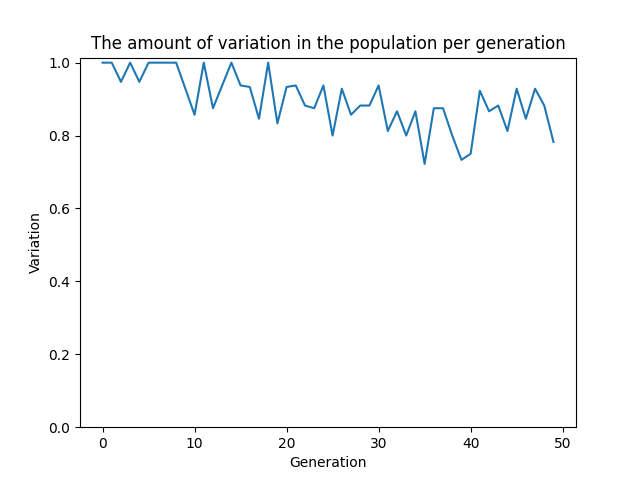 The amount of variation in the population per generation
1.0
0.8
0.6
0.4
0.2
0.0
Variation
0 10 20 30 40 50
Generation